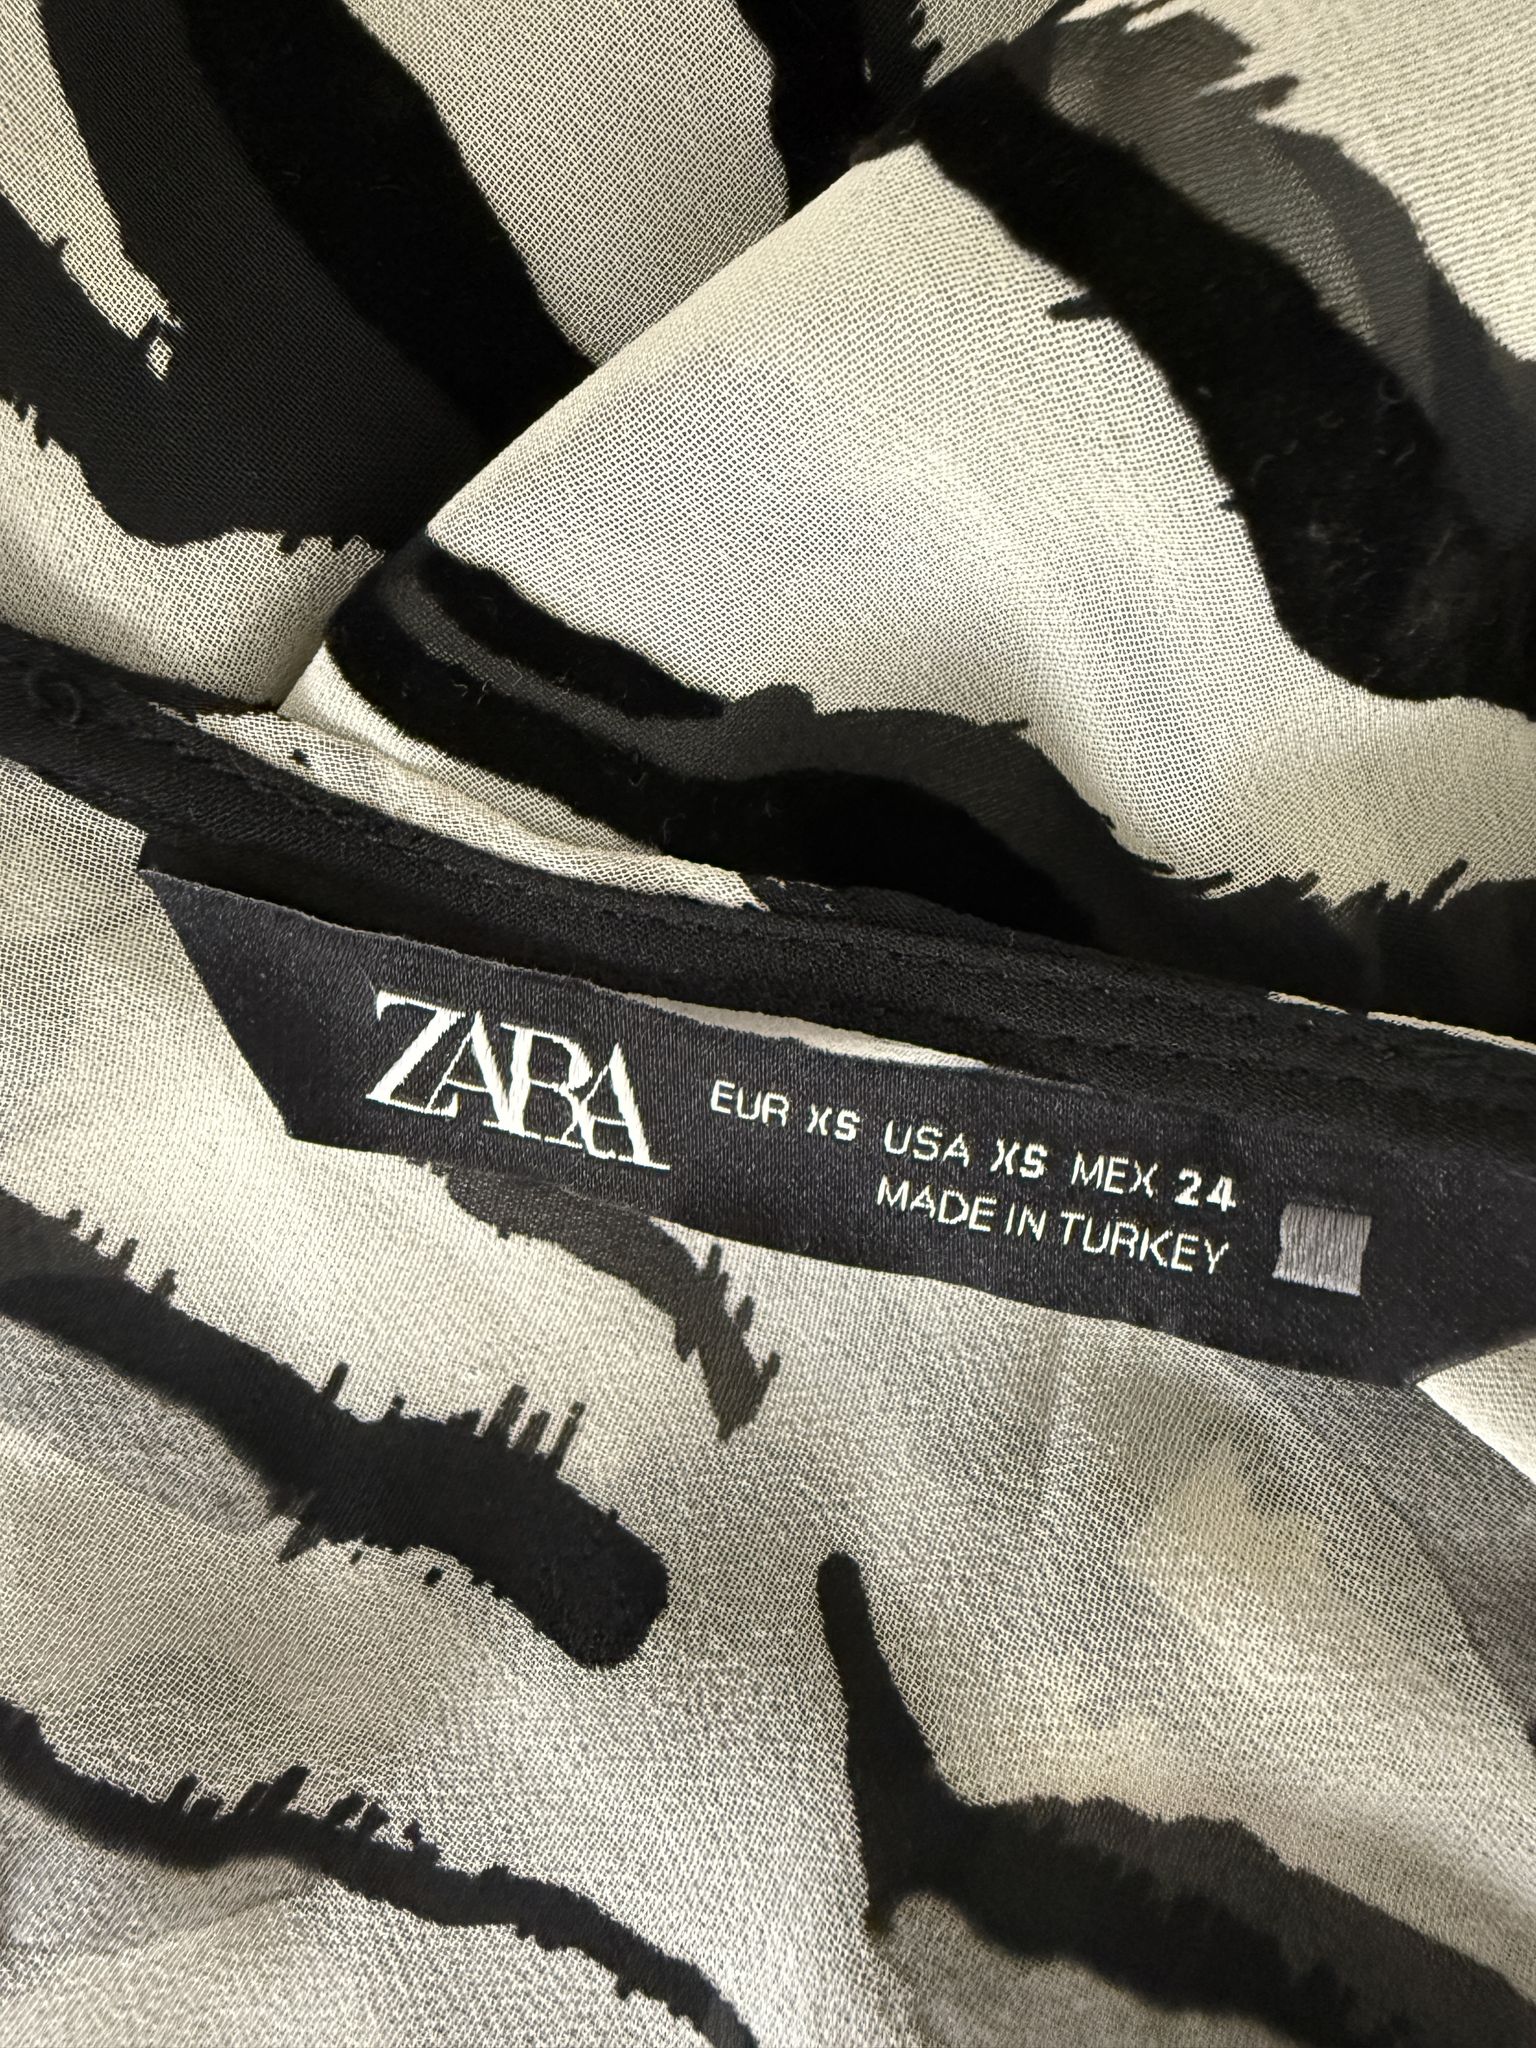 ZARA
EUR XS USA XS MEX 24
MADE IN TURKEY